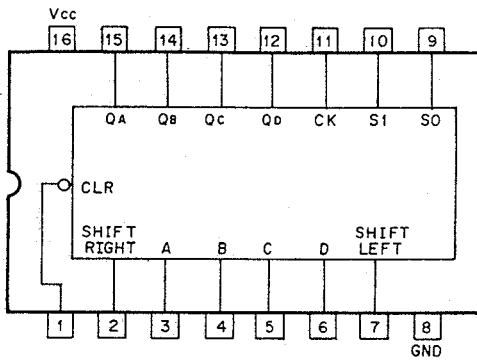 Vcc
16 15 14 13 12 11 10 9
QA QB QC QD CK S1 S0
CLR
SHIFT RIGHT A B C D SHIFT LEFT
1 2 3 4 5 6 7 8
GND